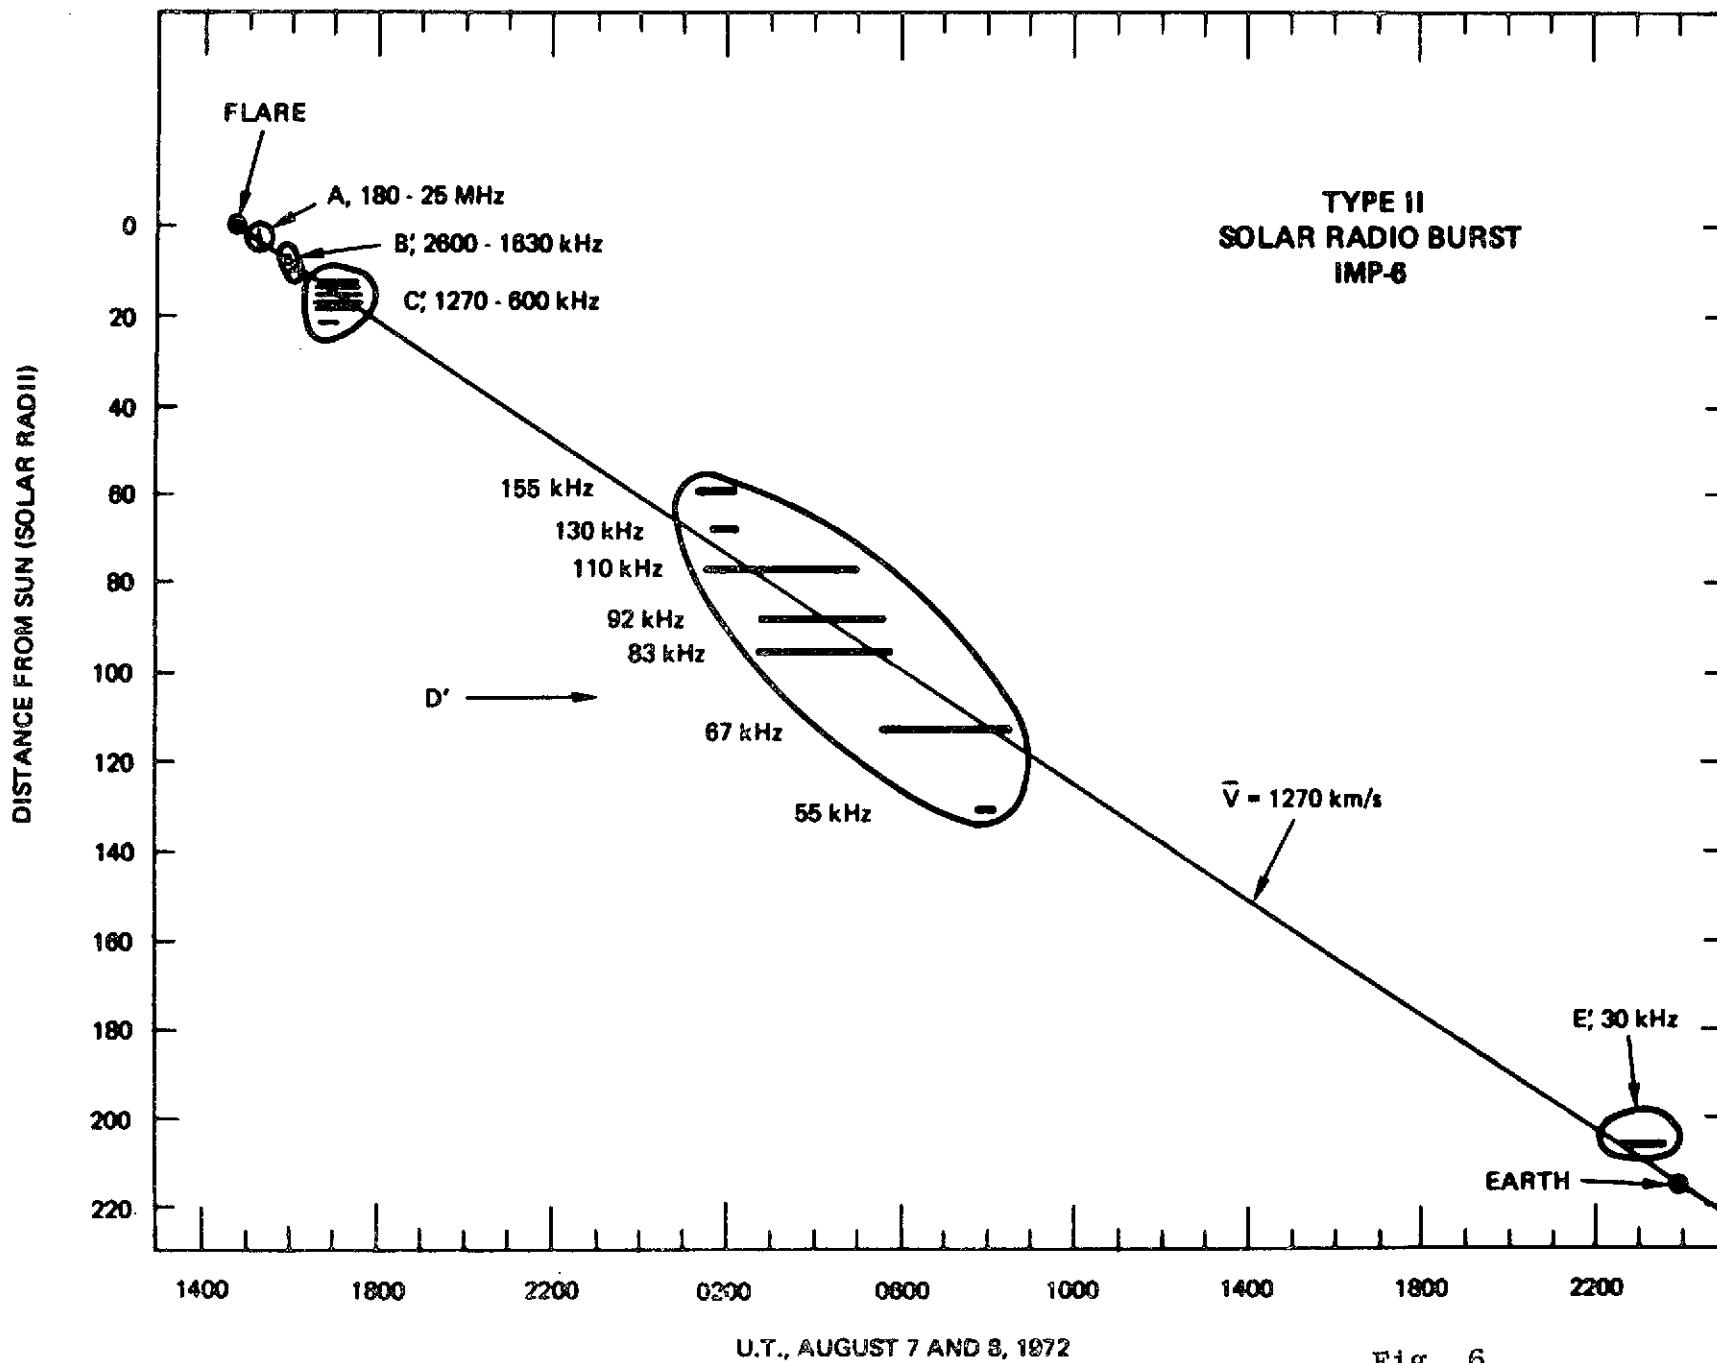 FLARE
A, 180 - 25 MHz
B', 2600 - 1630 kHz
C', 1270 - 600 kHz
TYPE II
SOLAR RADIO BURST
IMP-6
DISTANCE FROM SUN (SOLAR RADII)
0
20
40
60
80
100
120
140
160
180
200
220
155 kHz
130 kHz
110 kHz
92 kHz
83 kHz
D'
67 kHz
55 kHz
V̄ = 1270 km/s
E', 30 kHz
EARTH
1400
1800
2200
0200
0600
1000
1400
1800
2200
U.T., AUGUST 7 AND 8, 1972
Fig. 6